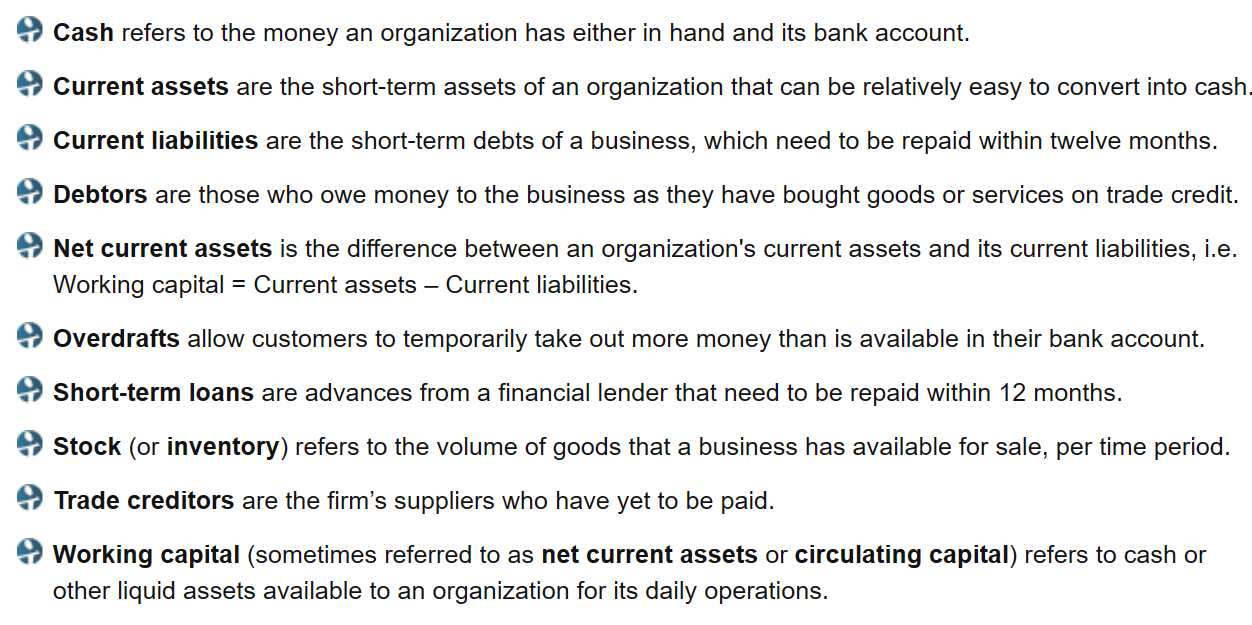 Cash refers to the money an organization has either in hand and its bank account.
Current assets are the short-term assets of an organization that can be relatively easy to convert into cash.
Current liabilities are the short-term debts of a business, which need to be repaid within twelve months.
Debtors are those who owe money to the business as they have bought goods or services on trade credit.
Net current assets is the difference between an organization's current assets and its current liabilities, i.e.
Working capital = Current assets – Current liabilities.
Overdrafts allow customers to temporarily take out more money than is available in their bank account.
Short-term loans are advances from a financial lender that need to be repaid within 12 months.
Stock (or inventory) refers to the volume of goods that a business has available for sale, per time period.
Trade creditors are the firm’s suppliers who have yet to be paid.
Working capital (sometimes referred to as net current assets or circulating capital) refers to cash or
other liquid assets available to an organization for its daily operations.